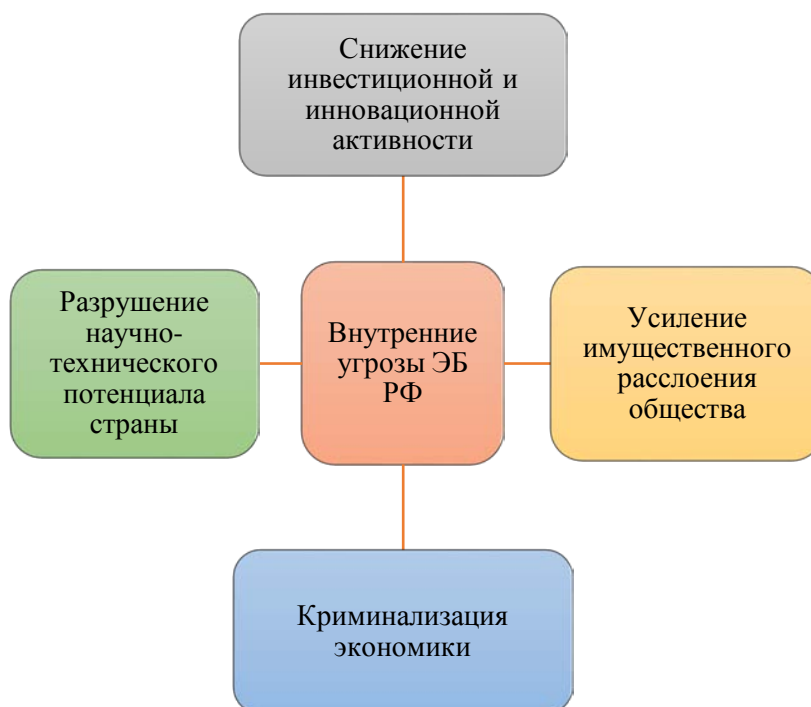 Снижение
инвестиционной и
инновационной
активности
Разрушение
научно-
технического
потенциала
страны
Внутренние
угрозы ЭБ
РФ
Усиление
имущественного
расслоения
общества
Криминализация
экономики